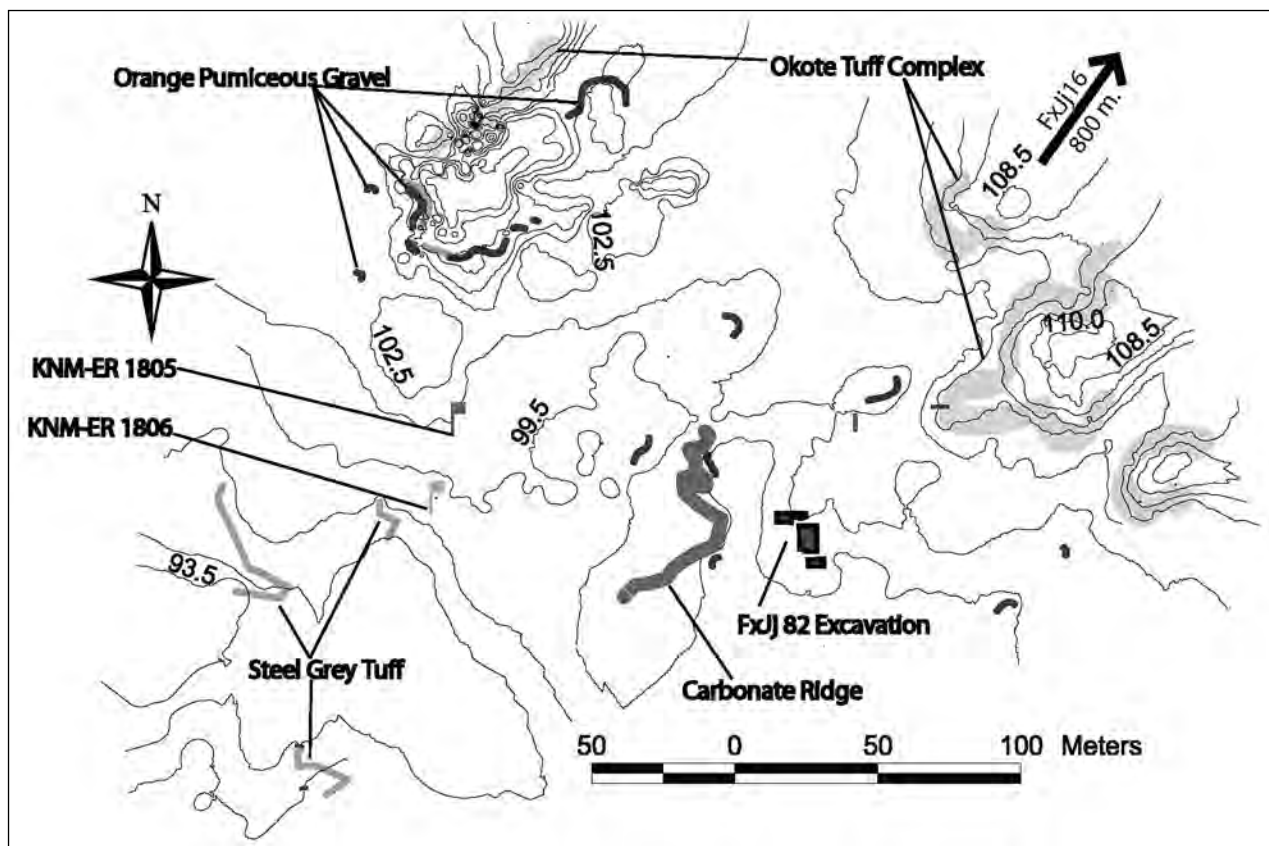 Orange Pumiceous Gravel
Okote Tuff Complex
FxJj16
800 m.
108.5
N
102.5
102.5
110.0
108.5
KNM-ER 1805
KNM-ER 1806
99.5
93.5
FxJj 82 Excavation
Steel Grey Tuff
Carbonate Ridge
50 0 50 100 Meters